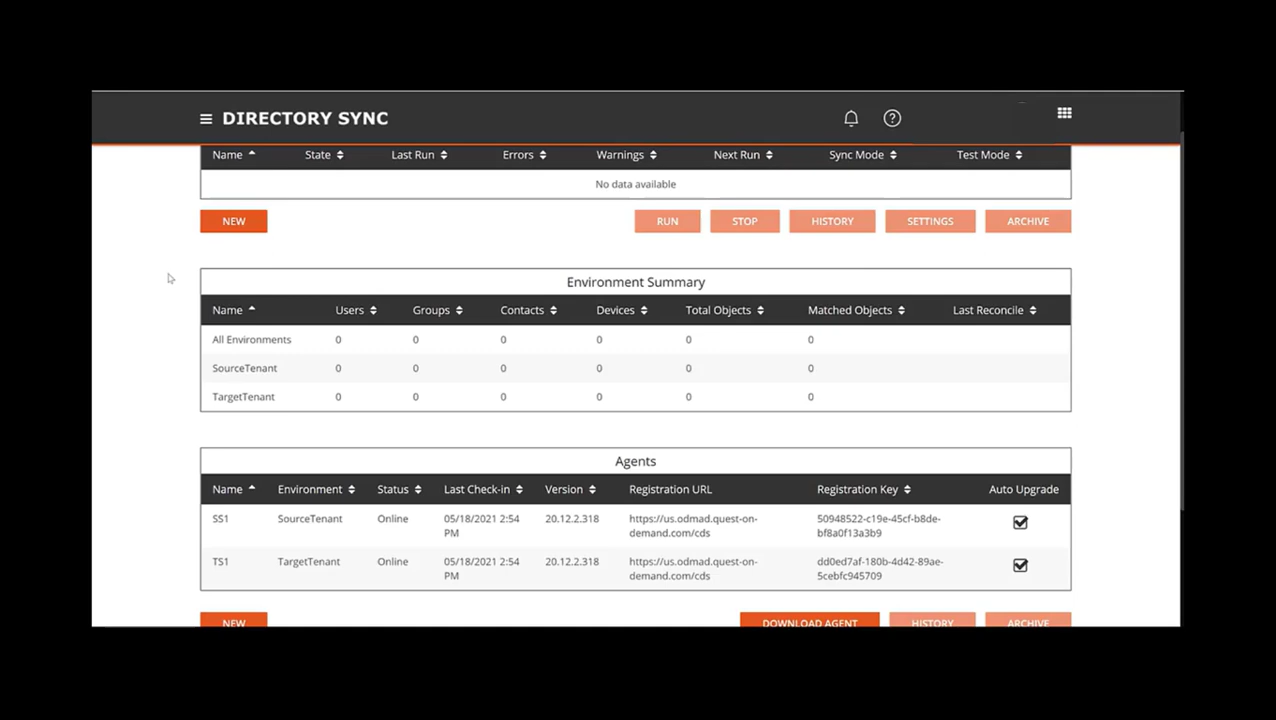 DIRECTORY SYNC
Name State Last Run Errors Warnings Next Run Sync Mode Test Mode
No data available
NEW RUN STOP HISTORY SETTINGS ARCHIVE
Environment Summary
Name Users Groups Contacts Devices Total Objects Matched Objects Last Reconcile
All Environments 0 0 0 0 0 0
SourceTenant 0 0 0 0 0 0
TargetTenant 0 0 0 0 0 0
Agents
Name Environment Status Last Check-in Version Registration URL Registration Key Auto Upgrade
SS1 SourceTenant Online 05/18/2021 2:54 20.12.2.318 https://us.odmad.quest-on- 50948522-c19e-45cf-b8de-
PM demand.com/cds bf8a0f13a3b9
TS1 TargetTenant Online 05/18/2021 2:54 20.12.2.318 https://us.odmad.quest-on- dd0ed7af-180b-4d42-89ae-
PM demand.com/cds 5cebfc945709
NEW DOWNLOAD AGENT HISTORY ARCHIVE